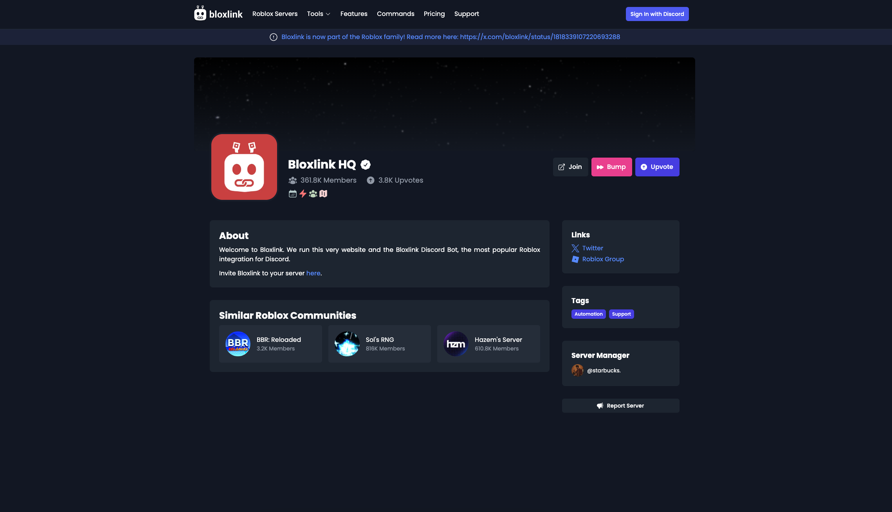 bloxlink
Roblox Servers
Tools
Features
Commands
Pricing
Support
Sign in with Discord
Bloxlink is now part of the Roblox family! Read more here: https://x.com/bloxlink/status/1818339107220693288
Bloxlink HQ
361.8K Members
3.8K Upvotes
Join
Bump
Upvote
About
Welcome to Bloxlink. We run this very website and the Bloxlink Discord Bot, the most popular Roblox
integration for Discord.
Invite Bloxlink to your server here.
Similar Roblox Communities
BBR
BBR: Reloaded
3.2K Members
Sol's RNG
819K Members
hzm
Hazem's Server
610.8K Members
Links
Twitter
Roblox Group
Tags
Automation
Support
Server Manager
@starbucks.
Report Server